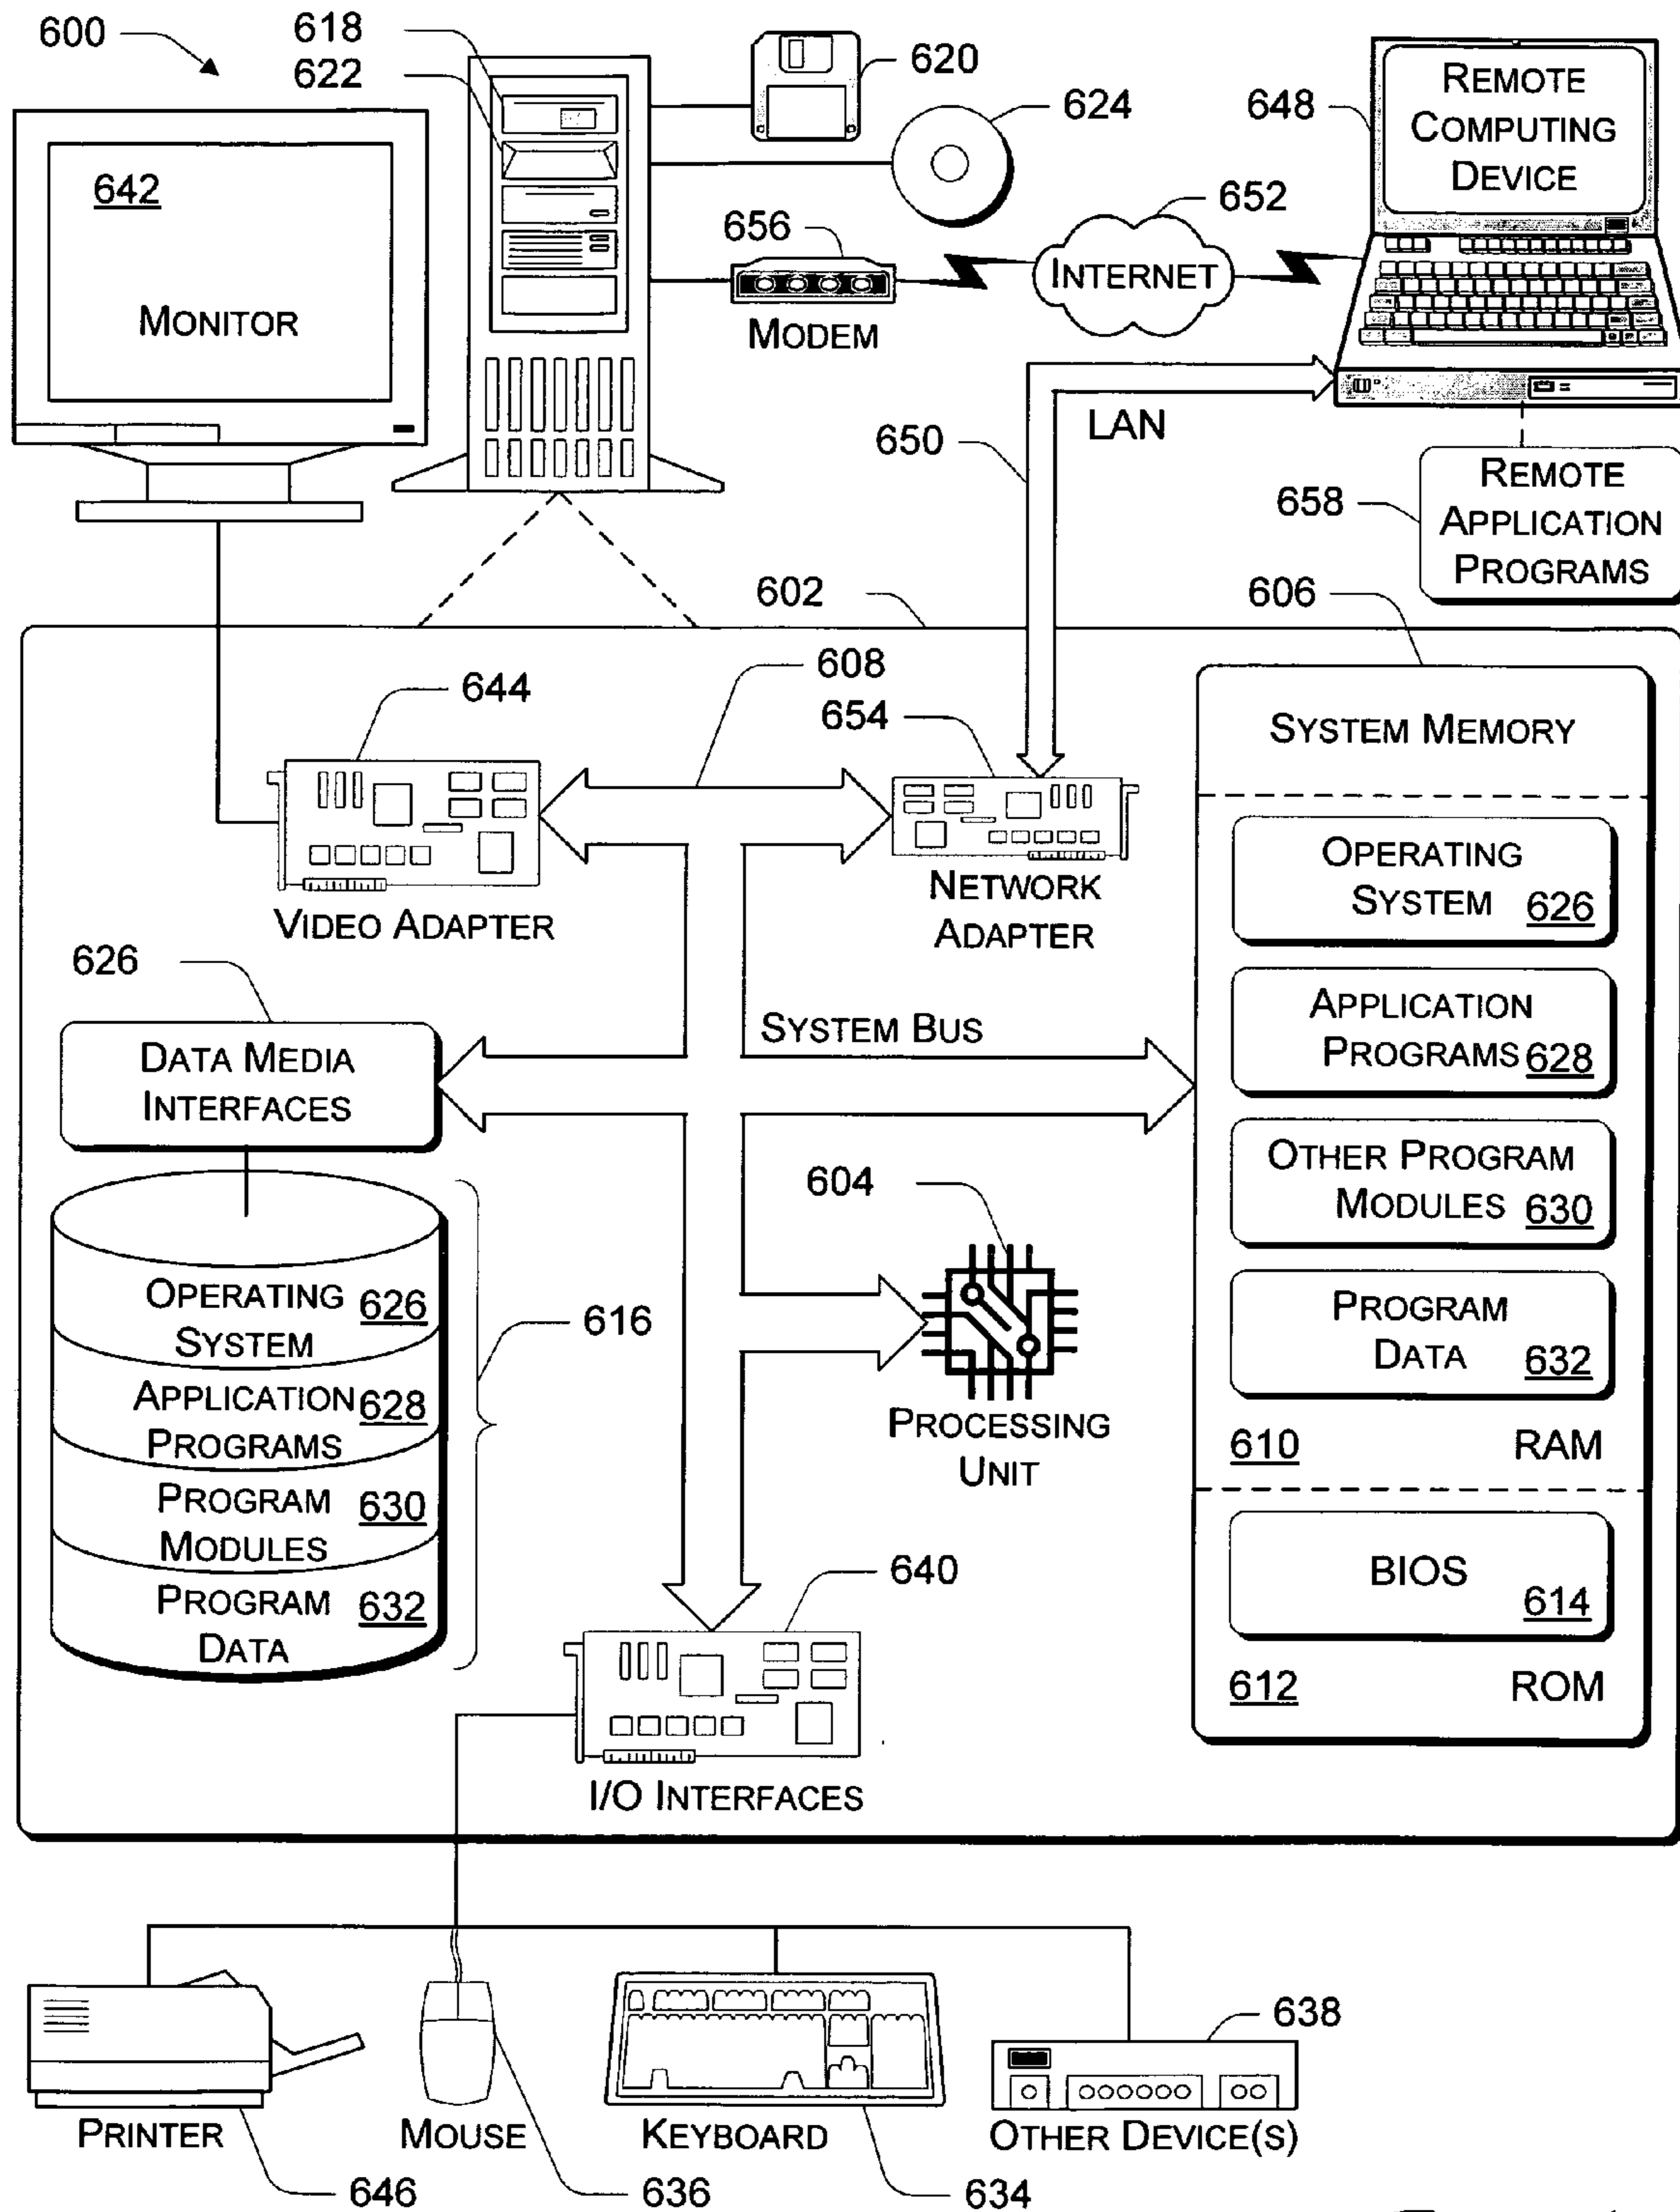 600
618
622
620
624
648
REMOTE
COMPUTING
DEVICE
642
MONITOR
656
MODEM
652
INTERNET
650
LAN
658
REMOTE
APPLICATION
PROGRAMS
602
606
608
644
654
VIDEO ADAPTER
NETWORK
ADAPTER
SYSTEM MEMORY
OPERATING
SYSTEM 626
APPLICATION
PROGRAMS 628
OTHER PROGRAM
MODULES 630
PROGRAM
DATA 632
610 RAM
BIOS
614
612 ROM
626
DATA MEDIA
INTERFACES
SYSTEM BUS
604
PROCESSING
UNIT
OPERATING 626
SYSTEM
APPLICATION 628
PROGRAMS
PROGRAM 630
MODULES
PROGRAM 632
DATA
616
640
I/O INTERFACES
PRINTER
646
MOUSE
636
KEYBOARD
634
638
OTHER DEVICE(S)